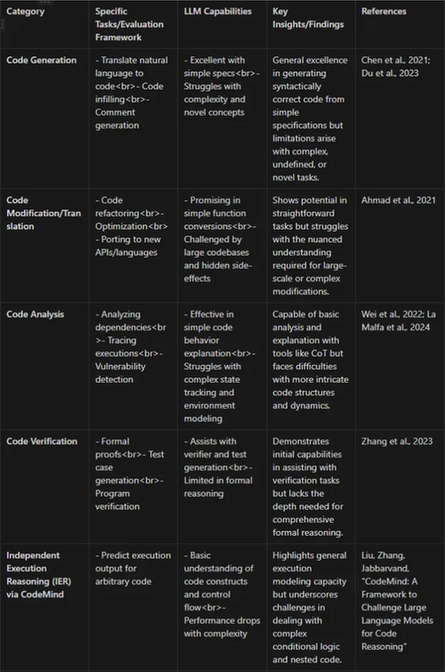 Category
Specific
Tasks/Evaluation
Framework
LLM Capabilities
Key
Insights/Findings
References
Code Generation
- Translate natural
language to
code<br>- Code
infilling<br>-
Comment
generation
- Excellent with
simple specs<br>-
Struggles with
complexity and
novel concepts
General excellence
in generating
syntactically
correct code from
simple
specifications but
limitations arise
with complex,
undefined, or
novel tasks.
Chen et al., 2021;
Du et al., 2023
Code
Modification/Tran
slation
- Code
refactoring<br>-
Optimization<br>-
- Porting to new
APIs/languages
- Promising in
simple function
conversions<br>-
Challenged by
large codebases
and hidden side-
effects
Shows potential in
straightforward
tasks but struggles
with the nuanced
understanding
required for large-
scale or complex
modifications.
Ahmad et al., 2021
Code Analysis
- Analyzing
dependencies<br
>- Tracing
executions<br>-
Vulnerability
detection
- Effective in
simple code
behavior
explanation<br>-
Struggles with
complex state
tracking and
environment
modeling
Capable of basic
analysis and
explanation with
tools like CoT but
faces difficulties
with more intricate
code structures
and dynamics.
Wei et al., 2022; La
Malfa et al., 2024
Code Verification
- Formal
proofs<br>- Test
case
generation<br>-
Program
verification
- Assists with
verifier and test
generation<br>-
Limited in formal
reasoning
Demonstrates
initial capabilities
in assisting with
verification tasks
but lacks the
depth needed for
comprehensive
formal reasoning.
Zhang et al., 2023
Independent
Execution
Reasoning (IER)
via CodeMind
- Predict execution
output for
arbitrary code
- Basic
understanding of
code constructs
and control
flow<br>-
Performance drops
with complexity
Highlights general
execution
modeling capacity
but underscores
challenges in
dealing with
complex
conditional logic
and nested code.
Liu, Zhang,
Jabbarvand,
"CodeMind: A
Framework to
Challenge Large
Language Models
for Code
Reasoning"